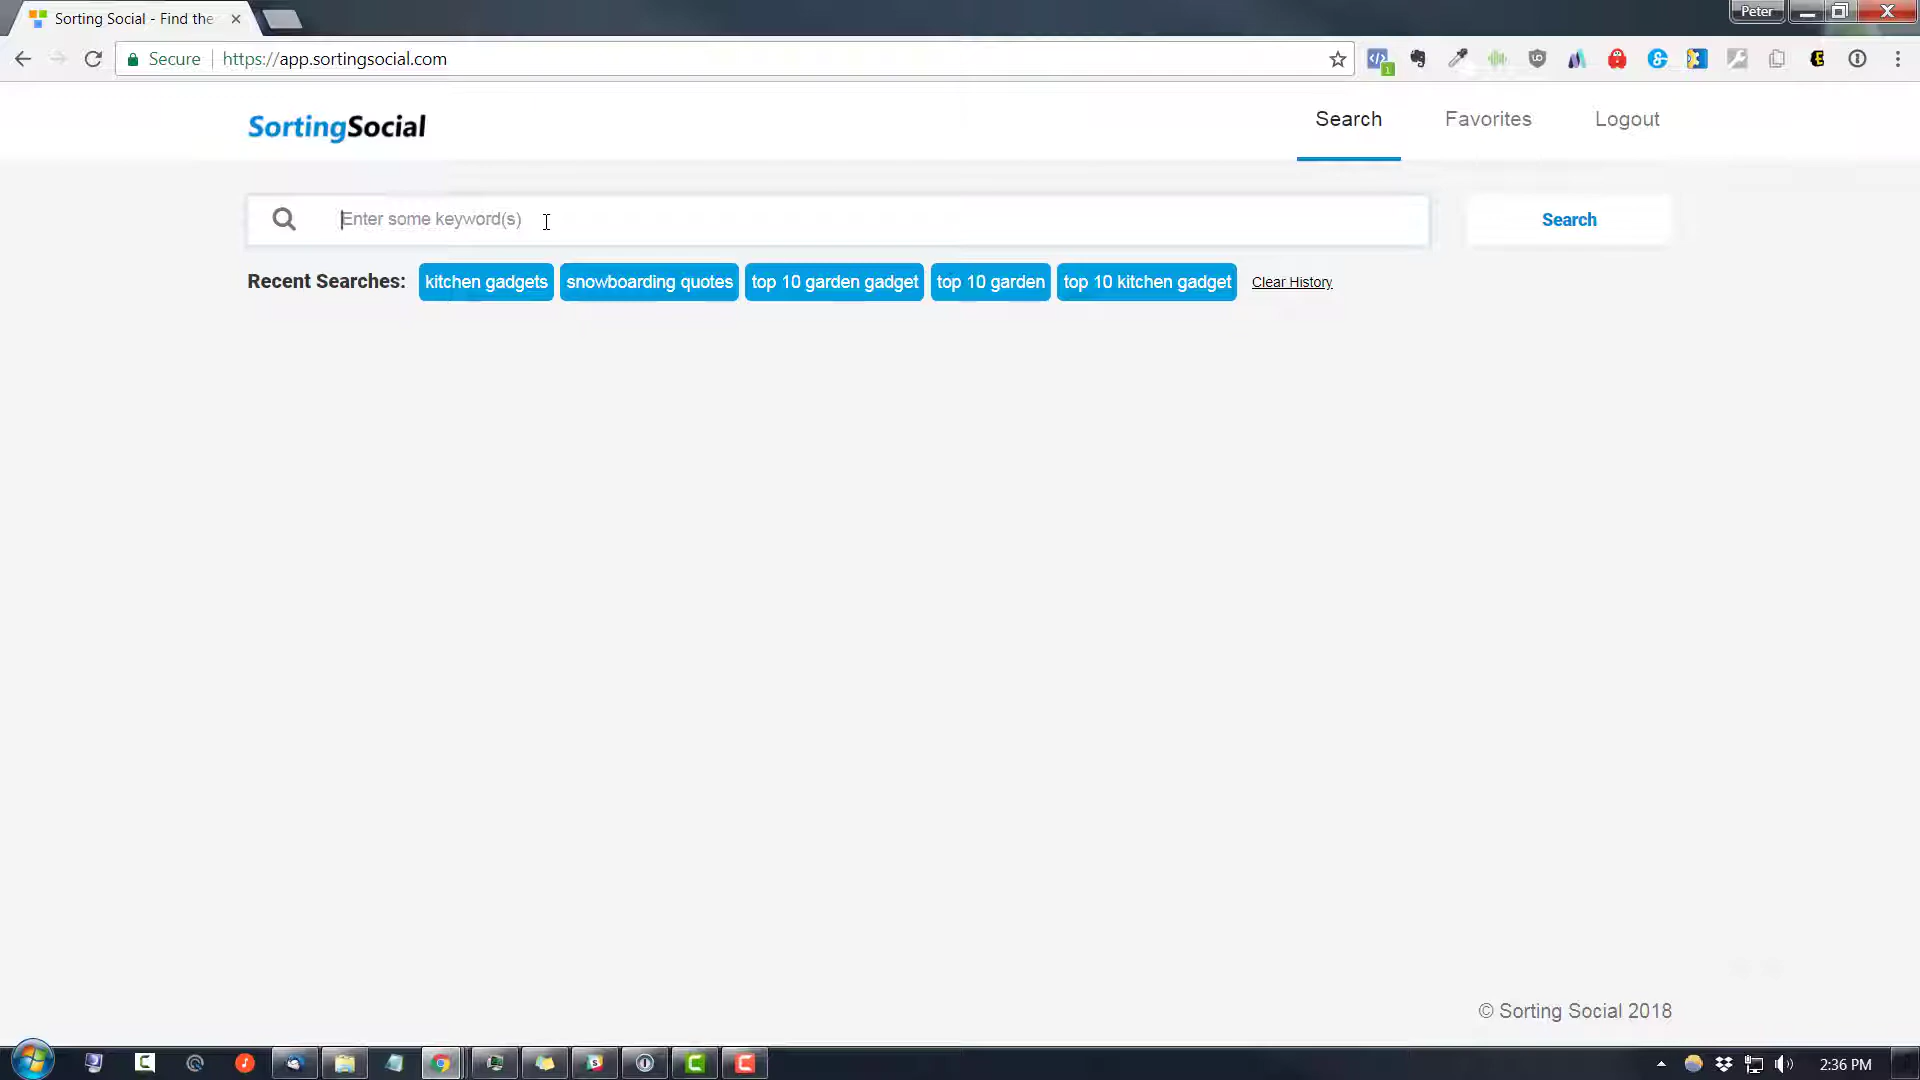 Sorting Social - Find the
Peter
Secure
https://app.sortingsocial.com
SortingSocial
Search
Favorites
Logout
Enter some keyword(s)
Search
Recent Searches:
kitchen gadgets
snowboarding quotes
top 10 garden gadget
top 10 garden
top 10 kitchen gadget
Clear History
© Sorting Social 2018
2:36 PM